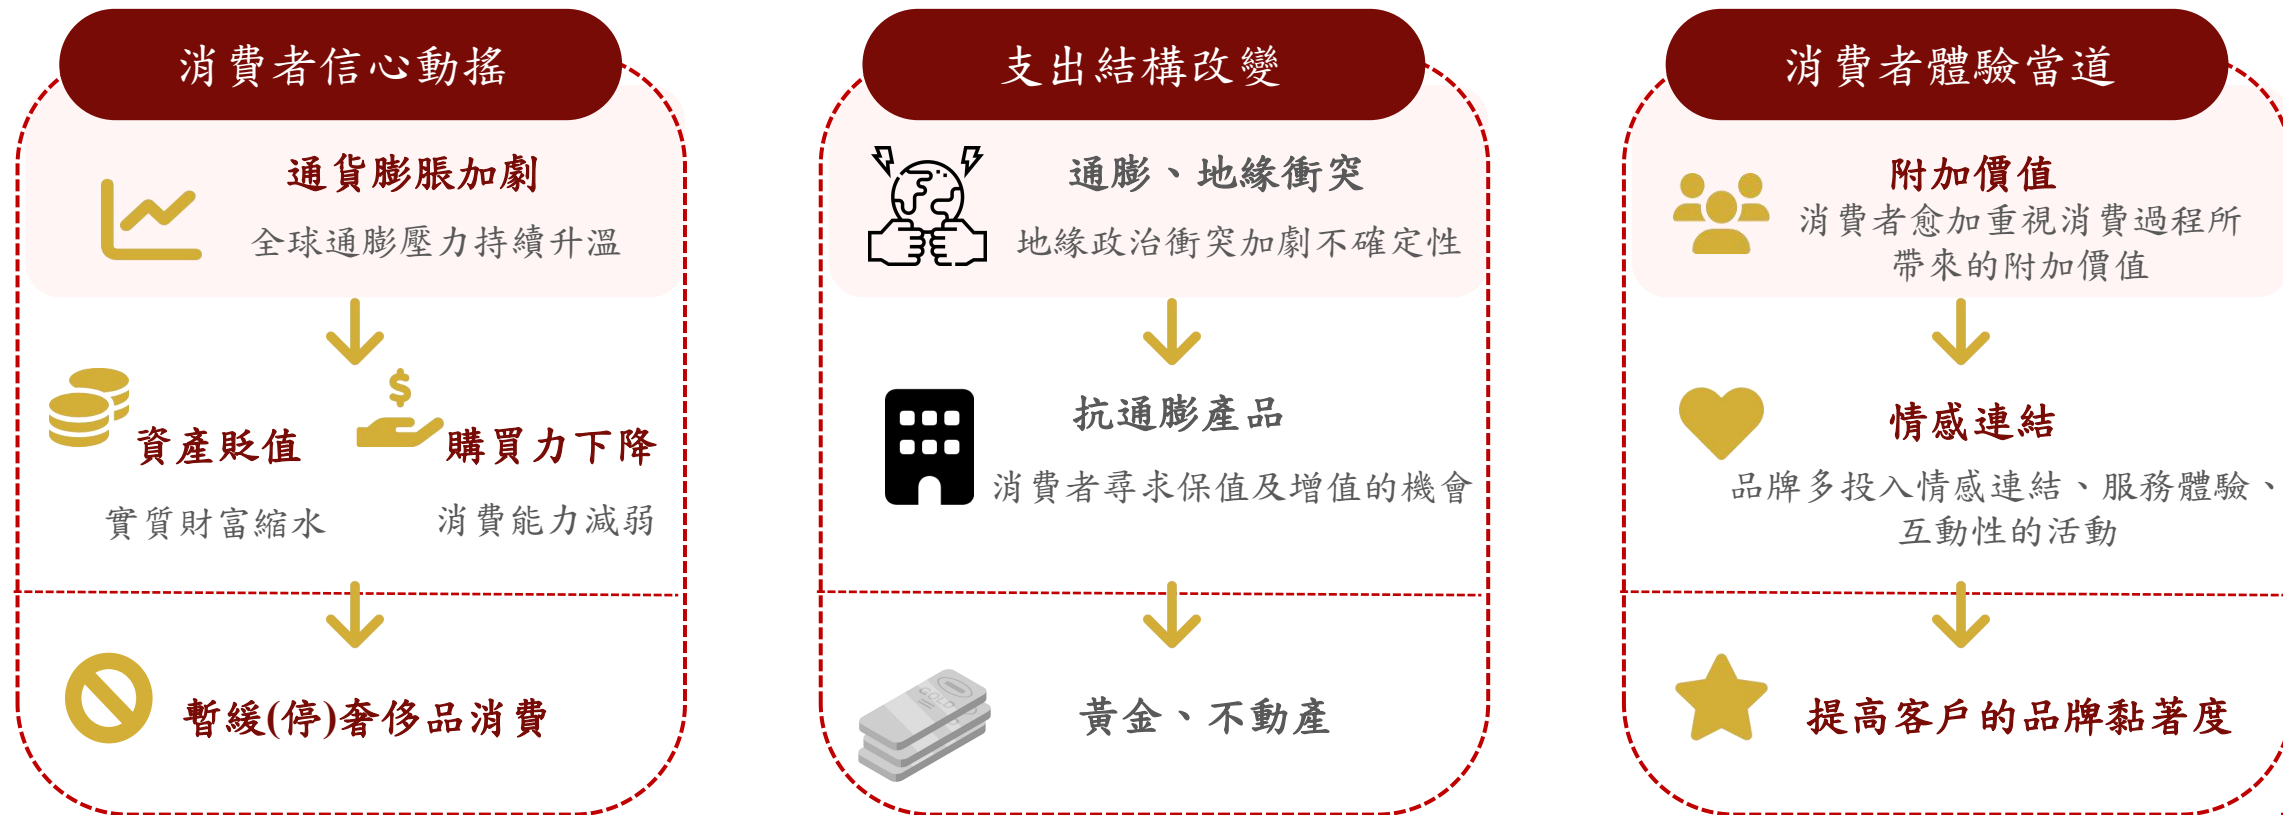 消費者信心動搖
通貨膨脹加劇
全球通膨壓力持續升溫
資產貶值
實質財富縮水
購買力下降
消費能力減弱
暫緩(停)奢侈品消費
支出結構改變
通膨、地緣衝突
地緣政治衝突加劇不確定性
抗通膨產品
消費者尋求保值及增值的機會
GOLD
黃金、不動產
消費者體驗當道
附加價值
消費者愈加重視消費過程所
帶來的附加價值
情感連結
品牌多投入情感連結、服務體驗、
互動性的活動
提高客戶的品牌黏著度